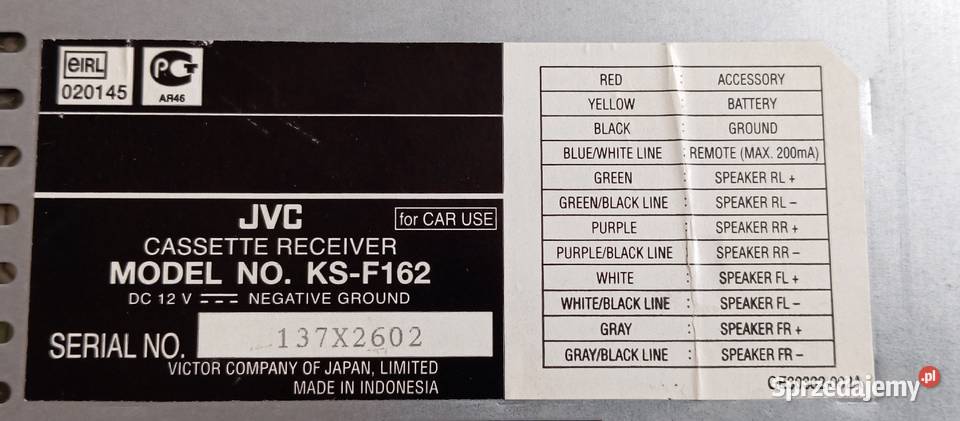 eIRL
020145
PCT
AЯ46
JVC
for CAR USE
CASSETTE RECEIVER
MODEL NO. KS-F162
DC 12 V NEGATIVE GROUND
SERIAL NO. 137X2602
VICTOR COMPANY OF JAPAN, LIMITED
MADE IN INDONESIA
RED : ACCESSORY
YELLOW : BATTERY
BLACK : GROUND
BLUE/WHITE LINE : REMOTE (MAX. 200mA)
GREEN : SPEAKER RL +
GREEN/BLACK LINE : SPEAKER RL −
PURPLE : SPEAKER RR +
PURPLE/BLACK LINE : SPEAKER RR −
WHITE : SPEAKER FL +
WHITE/BLACK LINE : SPEAKER FL −
GRAY : SPEAKER FR +
GRAY/BLACK LINE : SPEAKER FR −
Sprzedajemy.pl